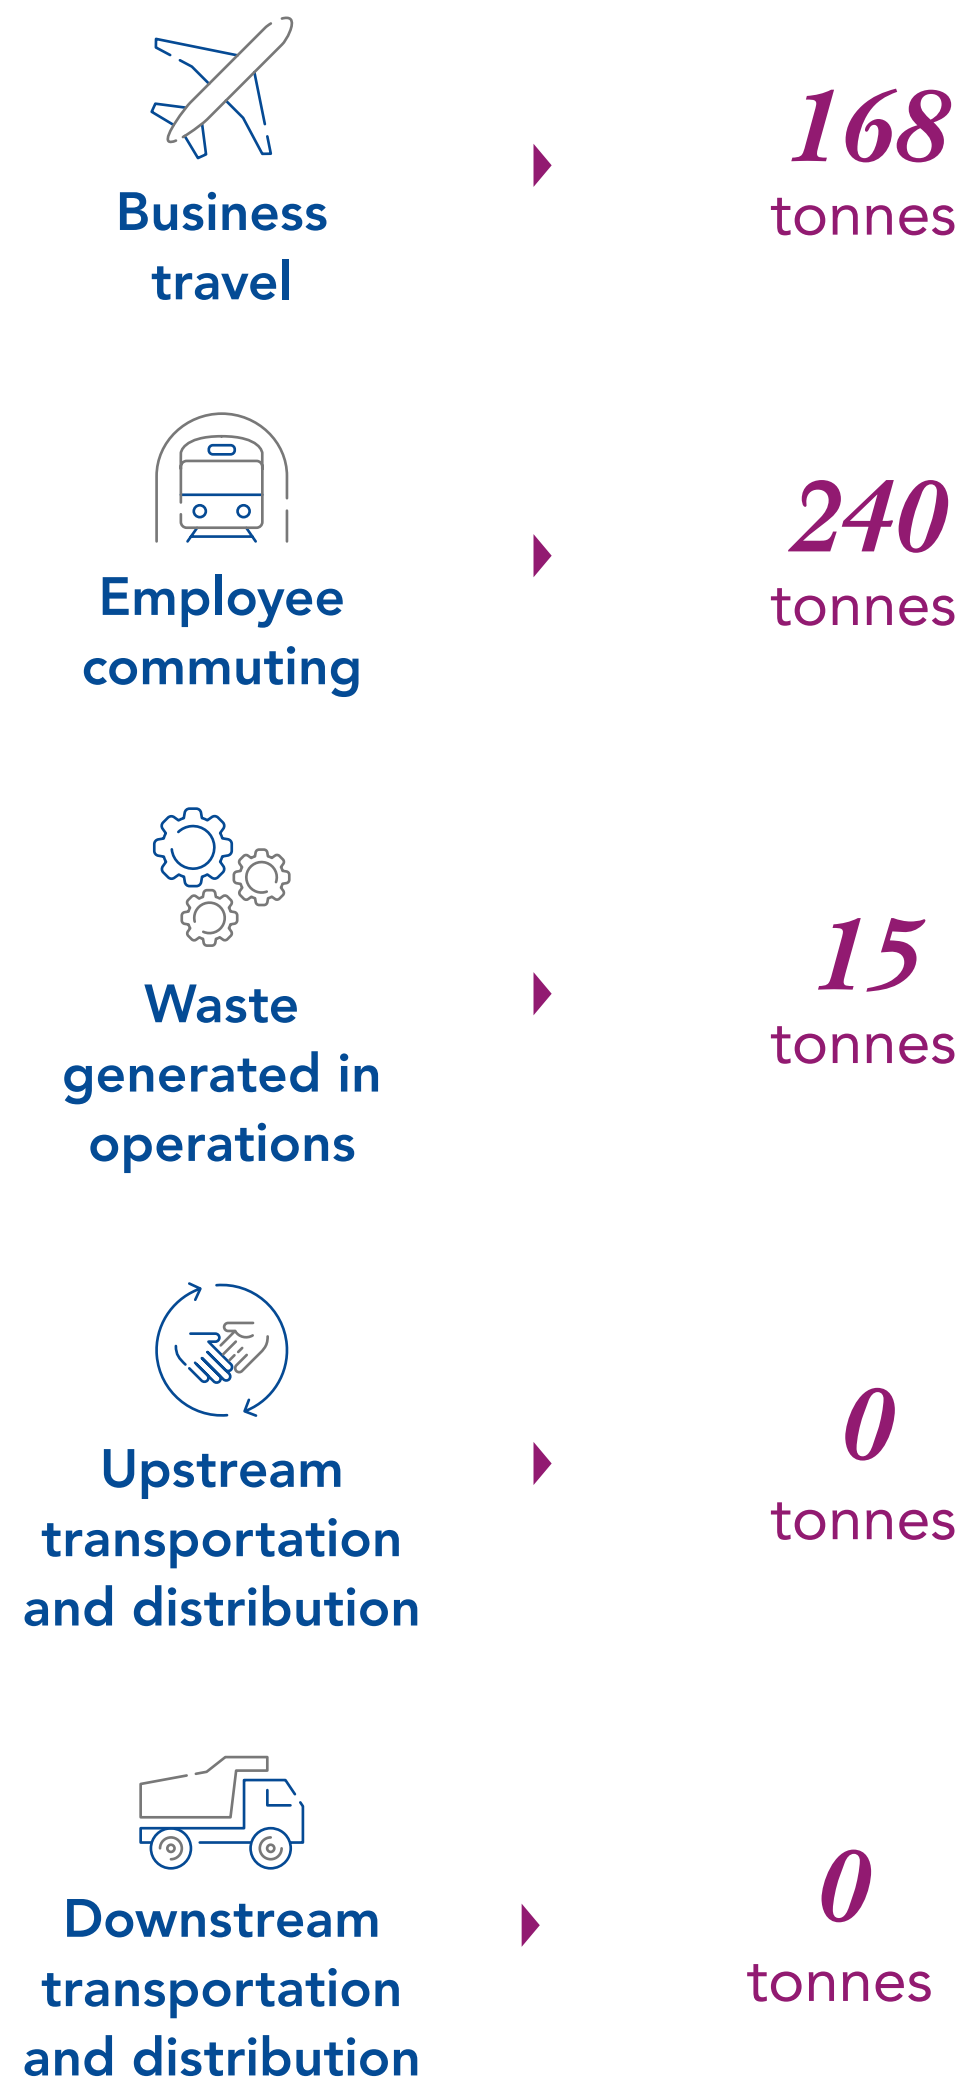 168
tonnes
Business
travel
240
tonnes
Employee
commuting
15
tonnes
Waste
generated in
operations
0
tonnes
Upstream
transportation
and distribution
0
tonnes
Downstream
transportation
and distribution